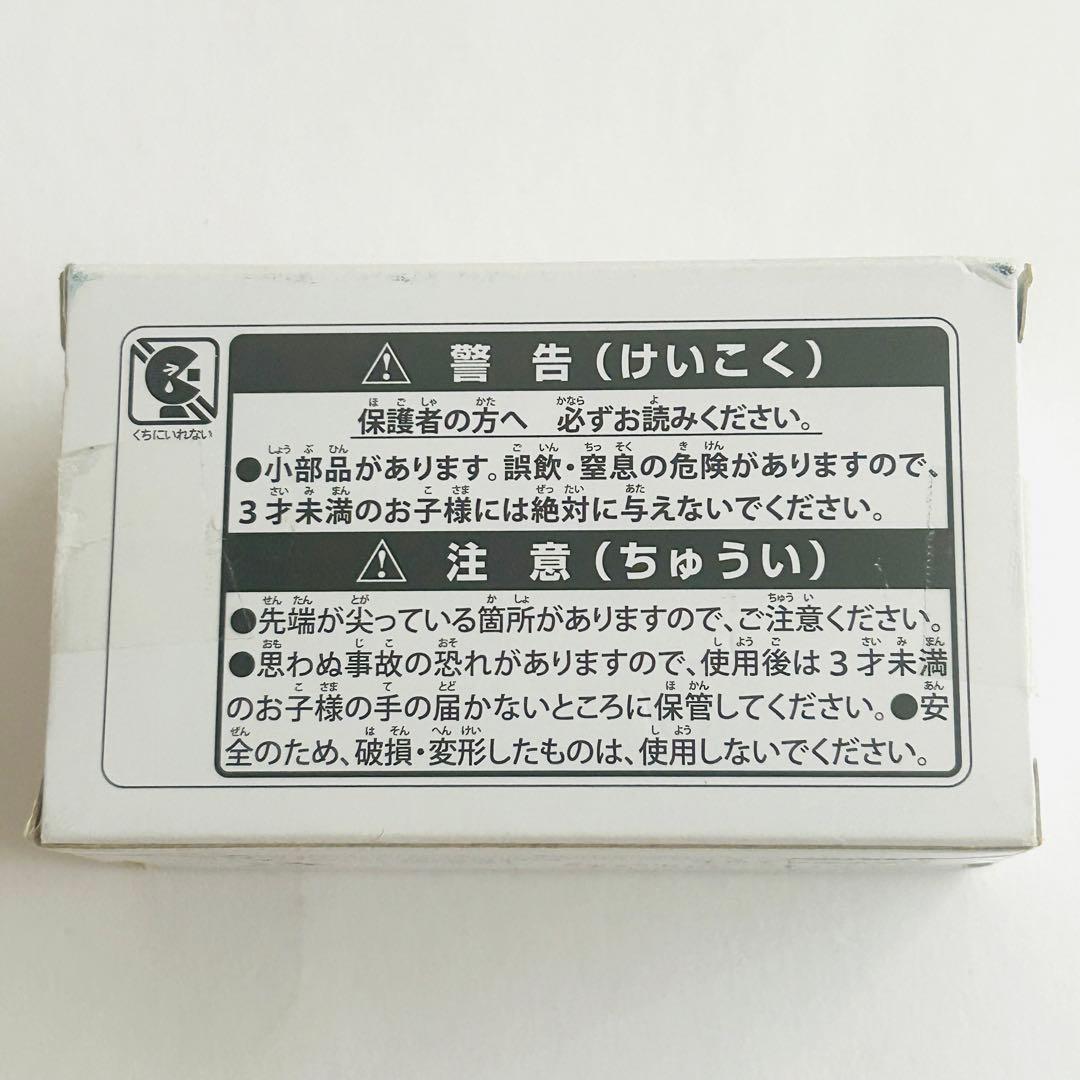 くちにいれない
警 告（けいこく）
保護者の方へ 必ずお読みください。
●小部品があります。誤飲・窒息の危険がありますので、
3才未満のお子様には絶対に与えないでください。
注 意（ちゅうい）
●先端が尖っている箇所がありますので、ご注意ください。
●思わぬ事故の恐れがありますので、使用後は3才未満
のお子様の手の届かないところに保管してください。●安
全のため、破損・変形したものは、使用しないでください。